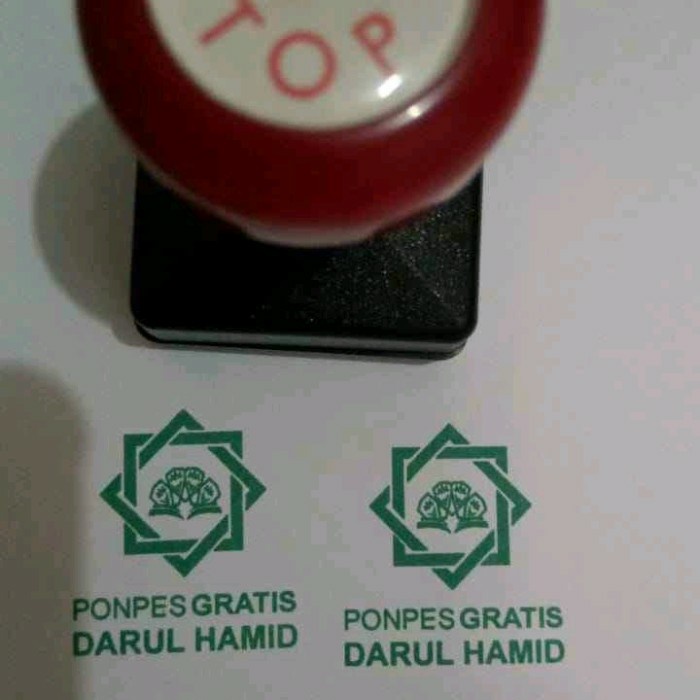 TOP
PONPES GRATIS
DARUL HAMID
PONPES GRATIS
DARUL HAMID